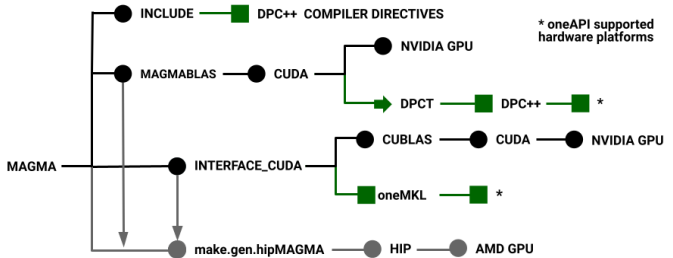 INCLUDE DPC++ COMPILER DIRECTIVES
* oneAPI supported
hardware platforms
NVIDIA GPU
MAGMABLAS CUDA
DPCT DPC++ *
CUBLAS CUDA NVIDIA GPU
MAGMA INTERFACE_CUDA
oneMKL *
make.gen.hipMAGMA HIP AMD GPU